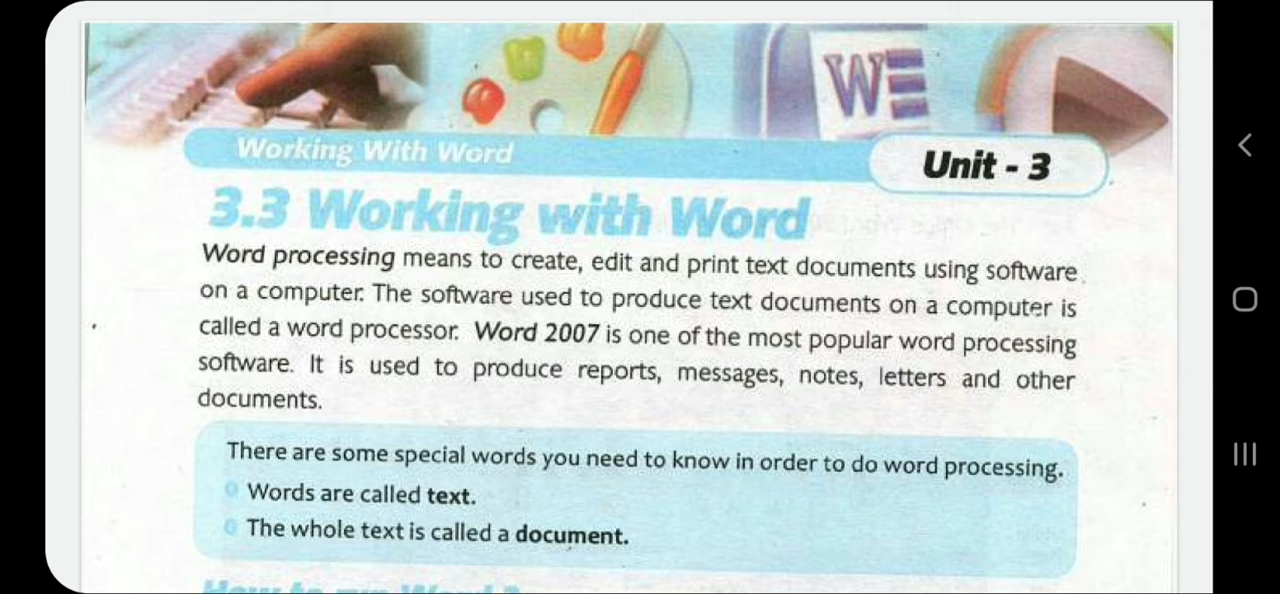 W
Working With Word
Unit - 3
3.3 Working with Word
Word processing means to create, edit and print text documents using software
on a computer. The software used to produce text documents on a computer is
called a word processor. Word 2007 is one of the most popular word processing
software. It is used to produce reports, messages, notes, letters and other
documents.
There are some special words you need to know in order to do word processing.
Words are called text.
The whole text is called a document.
How to run Word ?